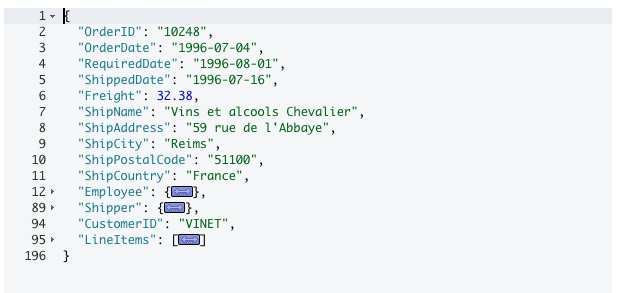 1 {
2 "OrderID": "10248",
3 "OrderDate": "1996-07-04",
4 "RequiredDate": "1996-08-01",
5 "ShippedDate": "1996-07-16",
6 "Freight": 32.38,
7 "ShipName": "Vins et alcools Chevalier",
8 "ShipAddress": "59 rue de l'Abbaye",
9 "ShipCity": "Reims",
10 "ShipPostalCode": "51100",
11 "ShipCountry": "France",
12 "Employee": {},
89 "Shipper": {},
94 "CustomerID": "VINET",
95 "LineItems": []
196 }